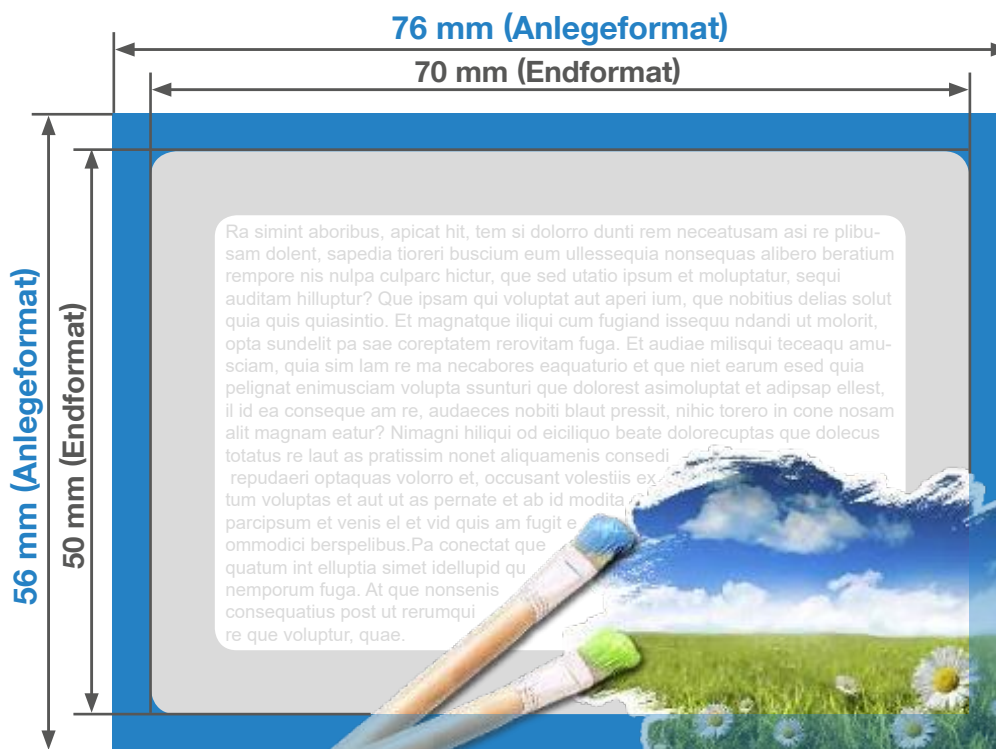 76 mm (Anlegeformat)
70 mm (Endformat)
56 mm (Anlegeformat)
50 mm (Endformat)
Ra simint aboribus, apicat hit, tem si dolorro dunti rem neceatusam asi re plibu-
sam dolent, sapedia tioreri buscium eum ullessequia nonsequas alibero beratium
rempore nis nulpa culparc hictur, que sed utatio ipsum et moluptatur, sequi
auditam hilluptur? Que ipsam qui voluptat aut aperi ium, que nobitius delias solut
quia quis quiasintio. Et magnatque iliqui cum fugiand issequundandi ut molorit,
opta sundelit pa sae coreptatem rerovitam fuga. Et audiae milisqui teceaqu amu-
sciam, quia sim lam re ma necabores eaquaturio et que niet earum esed quia
pelignat enimusciam volupta ssunturi que dolorest asimoluptat et adipsap ellest,
il id ea conseque am re, audaeces nobiti blaut pressit, nihic torero in cone nosam
alit magnam eatur? Nimagni hiliqui od eiciliquo beate doloreruptas que dolecus
totatus re laut as pratissim nonet aliquamenis consedi
repudaeri optaquas volorro et, occusant volestiis ex
tun voluptas et aut ut as pernate et ab id modita
parcipsum et venis el et vid quis am fugit e
ommodici berspelibus.Pa conectat que
quatum int elluptia simet idellupid qu
nemporum fuga. At que nonsenis
consequatius post ut rerumqui
re que voluptur, quae.